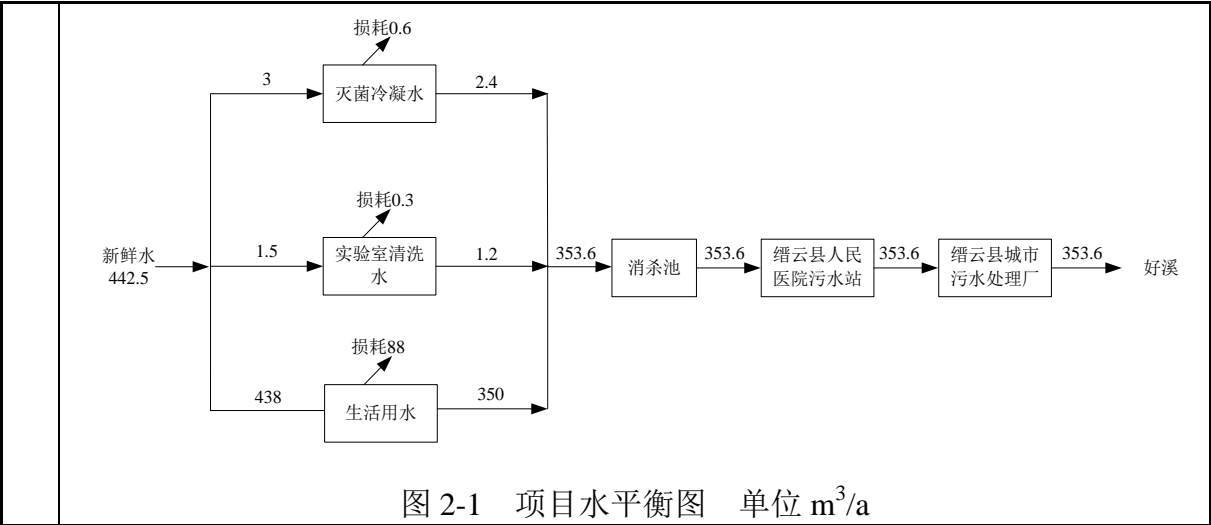 损耗0.6
3
灭菌冷凝水
2.4
损耗0.3
新鲜水
442.5
1.5
实验室清洗
水
1.2
353.6
消杀池
353.6
缙云县人民
医院污水站
353.6
缙云县城市
污水处理厂
353.6
好溪
损耗88
438
生活用水
350
图 2-1 项目水平衡图 单位 m³/a